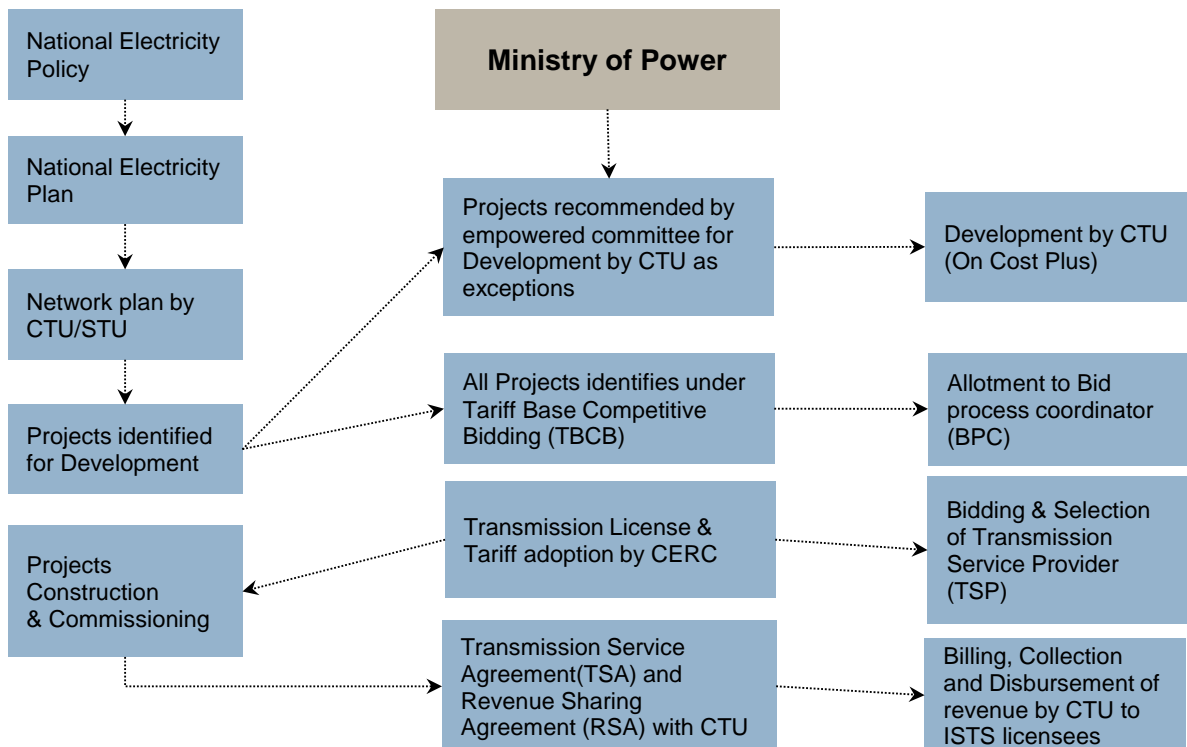 National Electricity
Policy
Ministry of Power
National Electricity
Plan
Projects recommended by
empowered committee for
Development by CTU as
exceptions
Development by CTU
(On Cost Plus)
Network plan by
CTU/STU
All Projects identifies under
Tariff Base Competitive
Bidding (TBCB)
Allotment to Bid
process coordinator
(BPC)
Projects identified
for Development
Transmission License &
Tariff adoption by CERC
Bidding & Selection
of Transmission
Service Provider
(TSP)
Projects
Construction
& Commissioning
Transmission Service
Agreement(TSA) and
Revenue Sharing
Agreement (RSA) with CTU
Billing, Collection
and Disbursement of
revenue by CTU to
ISTS licensees